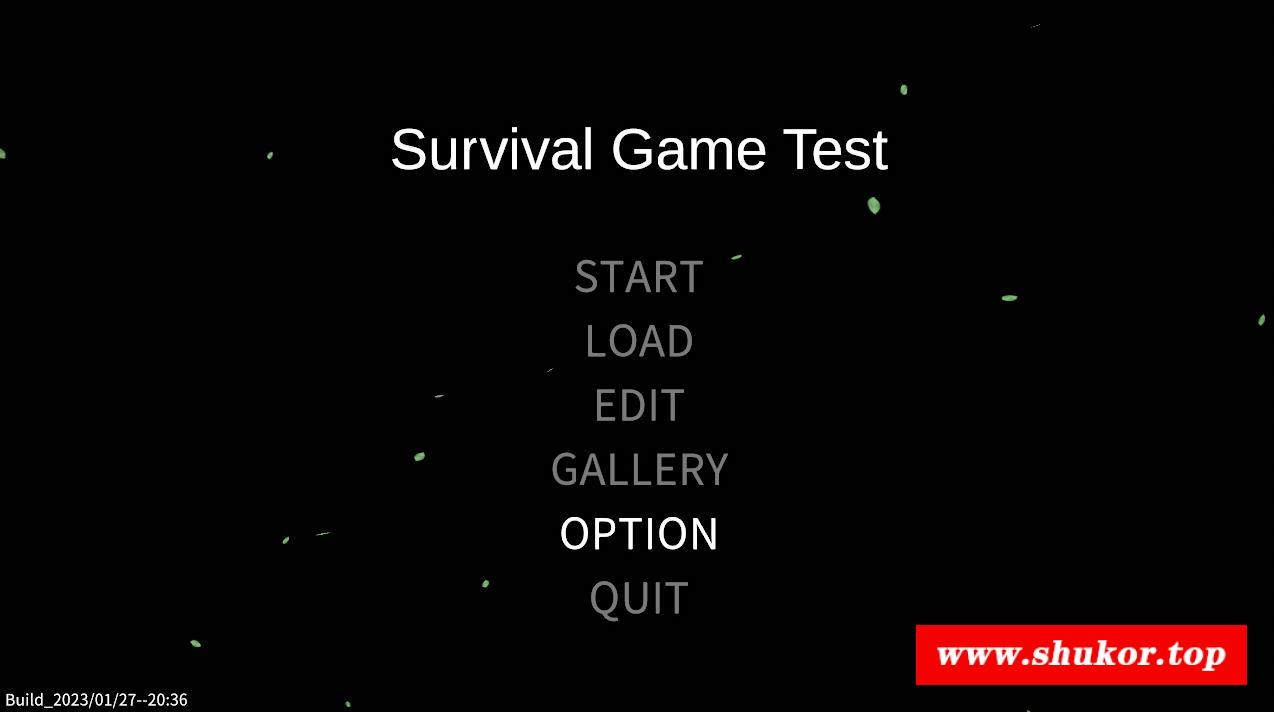 Survival Game Test
START
LOAD
EDIT
GALLERY
OPTION
QUIT
www.shukor.top
Build_2023/01/27--20:36